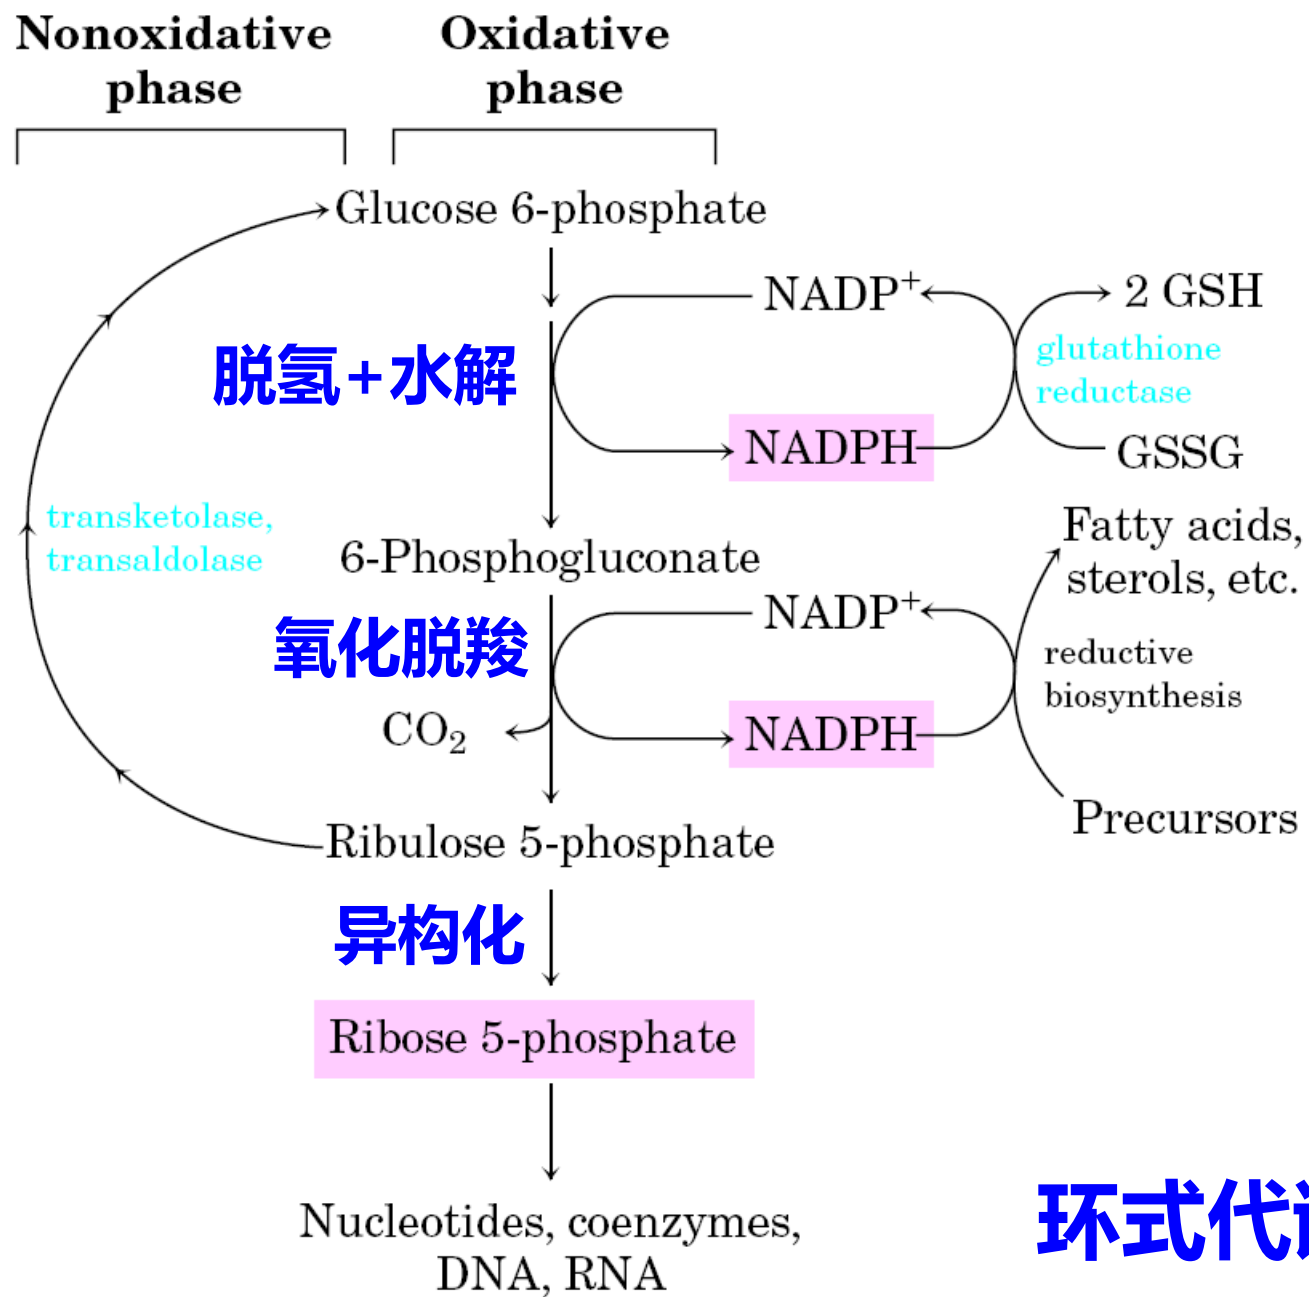 Nonoxidative
phase
Oxidative
phase
Glucose 6-phosphate
NADP⁺
2 GSH
脱氢+水解
glutathione
reductase
NADPH
GSSG
transketolase,
transaldolase
Fatty acids,
sterols, etc.
6-Phosphogluconate
NADP⁺
氧化脱羧
reductive
biosynthesis
CO₂
NADPH
Precursors
Ribulose 5-phosphate
异构化
Ribose 5-phosphate
Nucleotides, coenzymes,
DNA, RNA
环式代